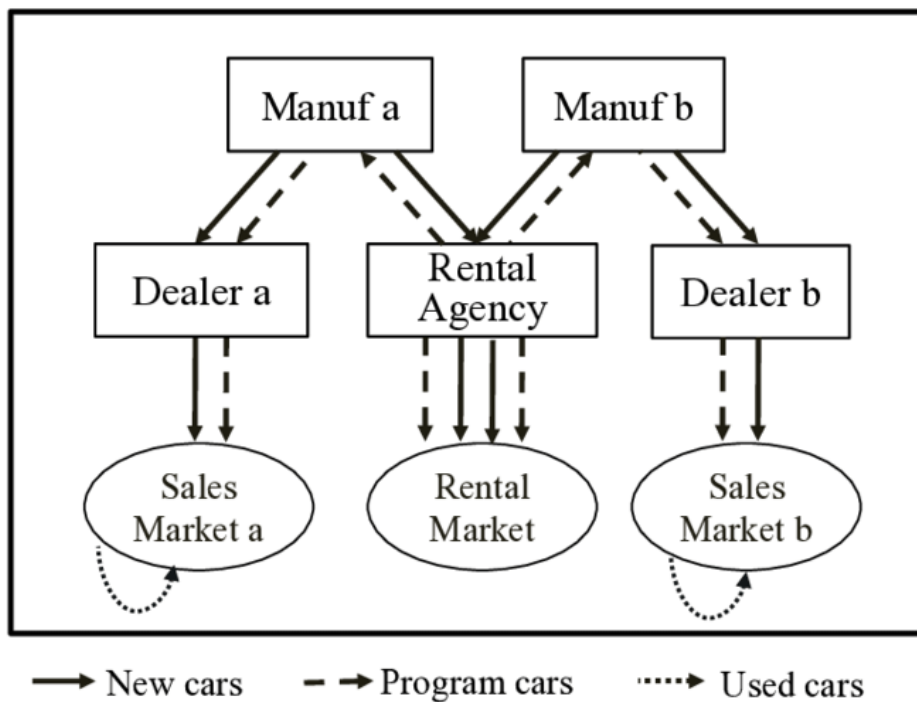 Manuf a
Manuf b
Dealer a
Rental
Agency
Dealer b
Sales
Market a
Rental
Market
Sales
Market b
New cars
Program cars
Used cars